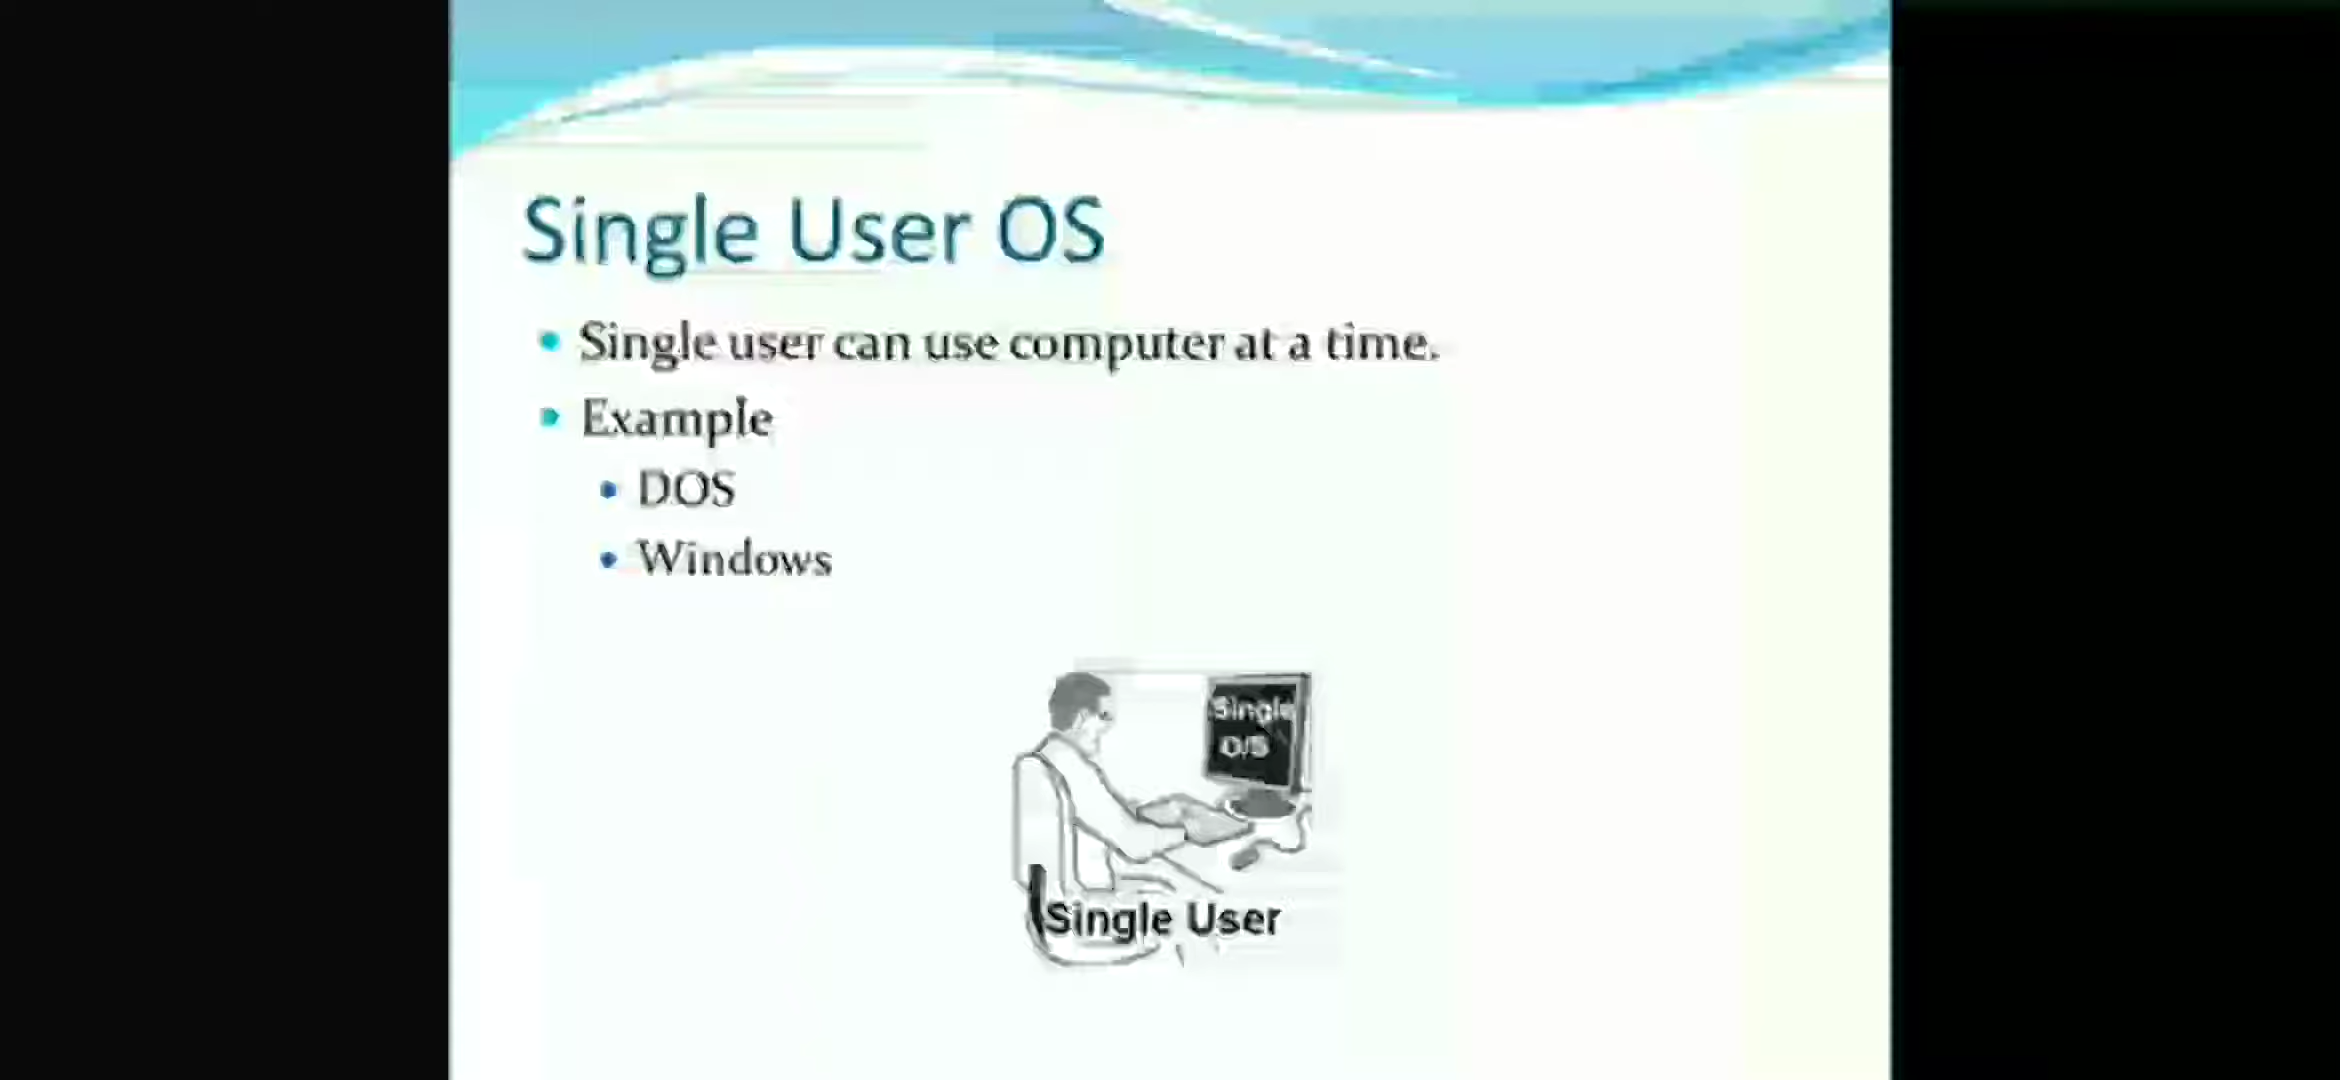 Single User OS
Single user can use computer at a time.
Example
DOS
Windows
Single
O/S
Single User